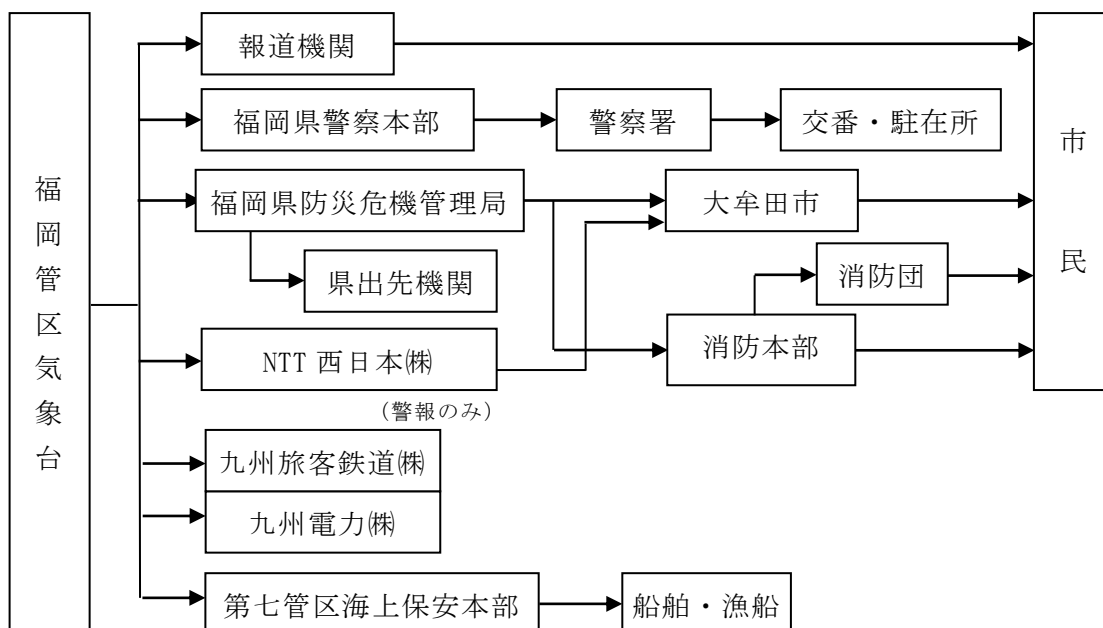 福岡管区気象台
報道機関
市民
福岡県警察本部
警察署
交番・駐在所
福岡県防災危機管理局
大牟田市
県出先機関
消防団
消防本部
NTT西日本㈱
(警報のみ)
九州旅客鉄道㈱
九州電力㈱
第七管区海上保安本部
船舶・漁船